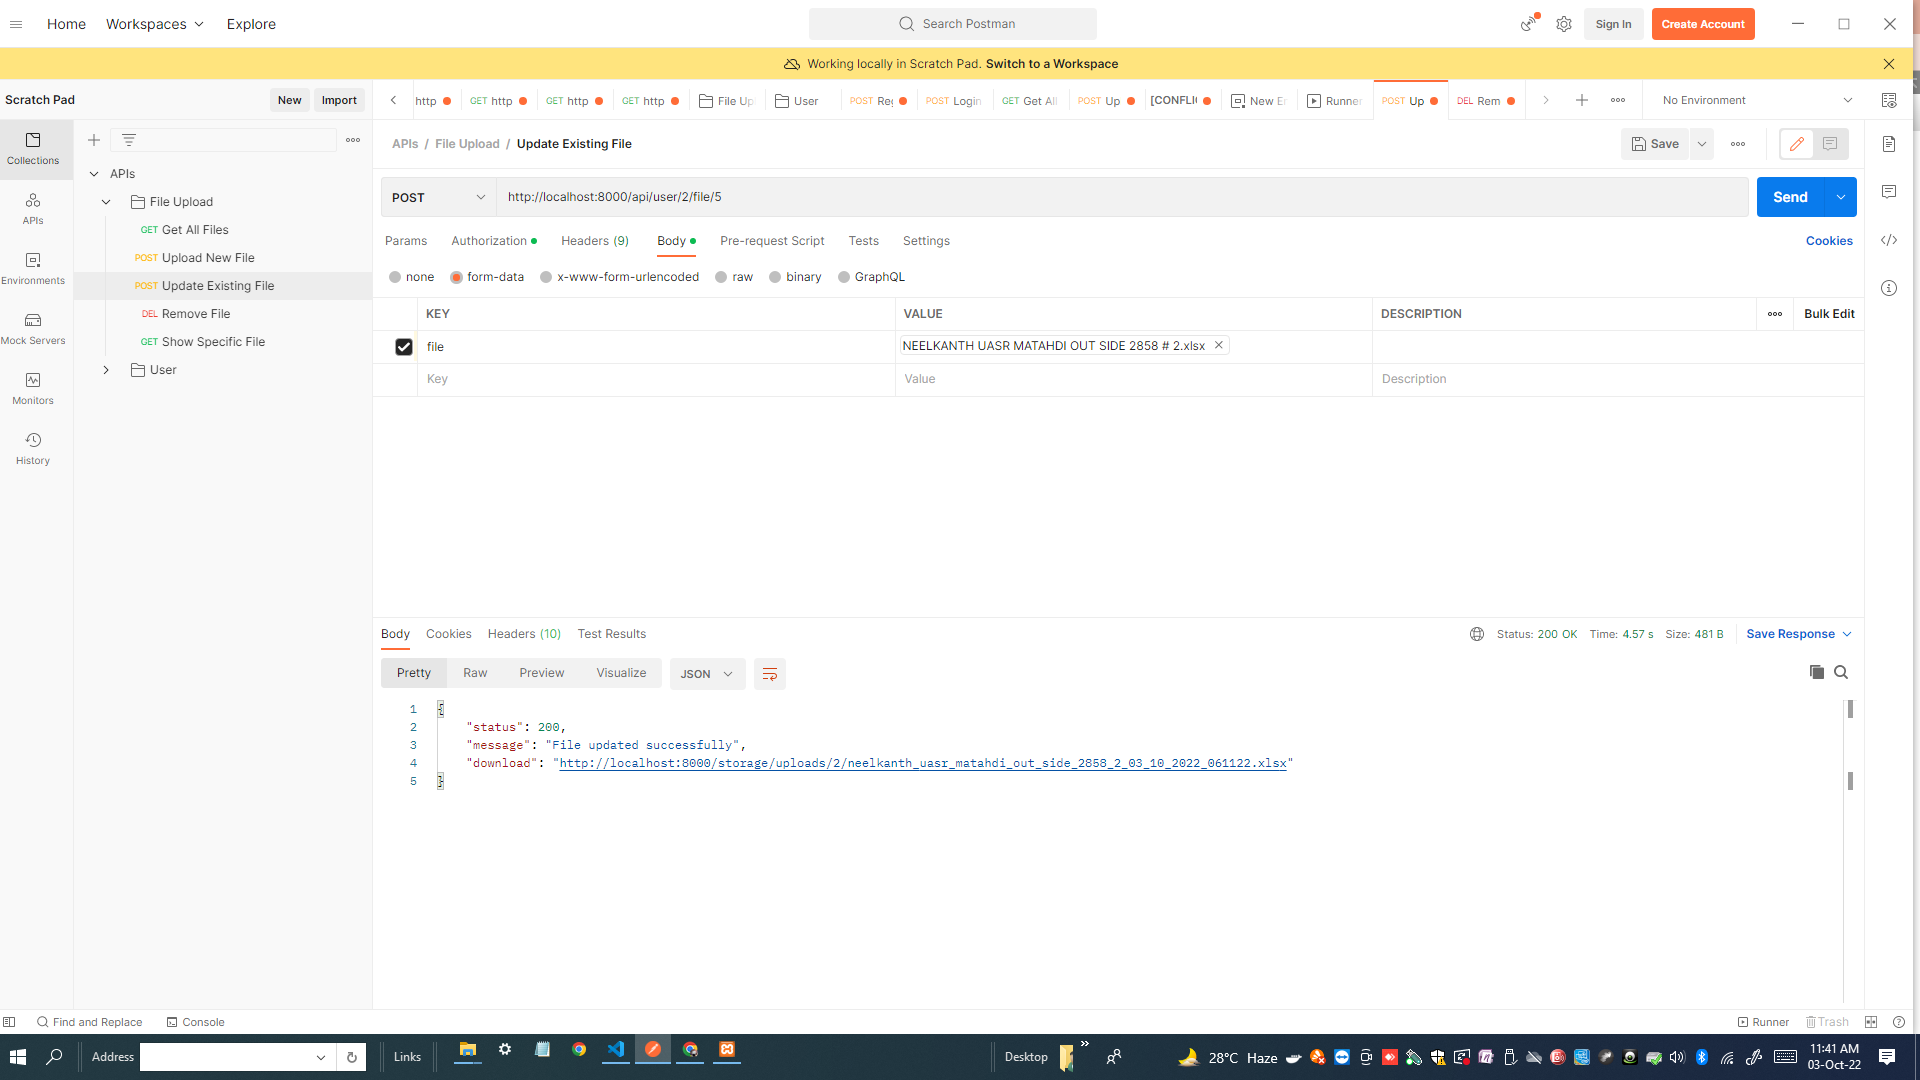 Home Workspaces Explore Search Postman Sign In Create Account
Working locally in Scratch Pad. Switch to a Workspace
Scratch Pad New Import
http GET http GET http GET http File Up User POST Reg POST Login GET Get All POST Up [CONFLIC New En Runner POST Up DEL Rem No Environment
Collections
APIs
Environments
Mock Servers
Monitors
History
APIs
File Upload
GET Get All Files
POST Upload New File
POST Update Existing File
DEL Remove File
GET Show Specific File
User
APIs / File Upload / Update Existing File Save
POST http://localhost:8000/api/user/2/file/5 Send
Params Authorization Headers (9) Body Pre-request Script Tests Settings Cookies
none form-data x-www-form-urlencoded raw binary GraphQL
KEY VALUE DESCRIPTION Bulk Edit
file NEELKANTH UASR MATAHDI OUT SIDE 2858 # 2.xlsx
Key Value Description
Body Cookies Headers (10) Test Results Status: 200 OK Time: 4.57 s Size: 481 B Save Response
Pretty Raw Preview Visualize JSON
1 {
2 "status": 200,
3 "message": "File updated successfully",
4 "download": "http://localhost:8000/storage/uploads/2/neelkanth_uasr_matahdi_out_side_2858_2_03_10_2022_061122.xlsx"
5 }
Find and Replace Console Runner Trash
Address Links Desktop 28°C Haze 11:41 AM
03-Oct-22